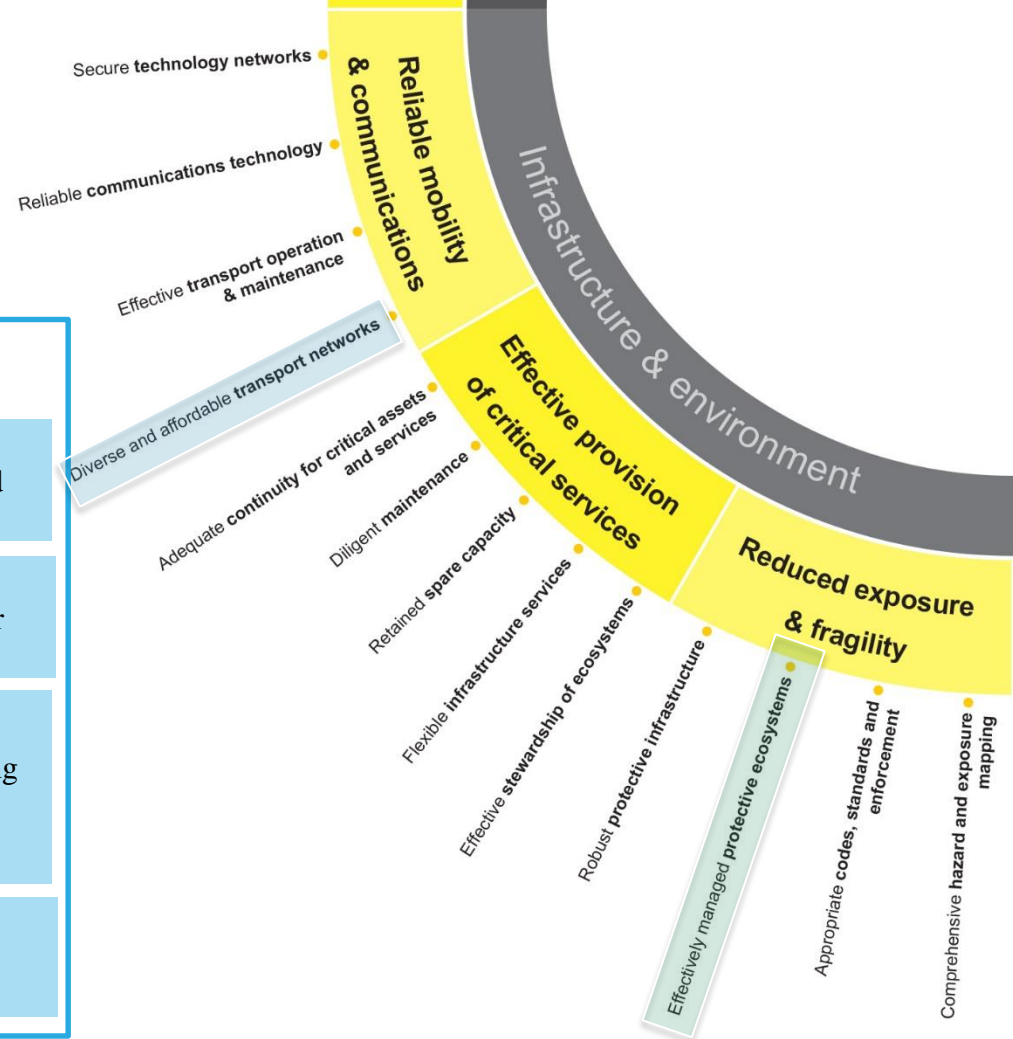 Secure technology networks
Reliable communications technology
Effective transport operation
& maintenance
Diverse and affordable transport networks
Adequate continuity for critical assets
and services
Diligent maintenance
Retained spare capacity
Flexible infrastructure services
Effective stewardship of ecosystems
Robust protective infrastructure
Effectively managed protective ecosystems
Appropriate codes, standards and
enforcement
Comprehensive hazard and exposure
mapping
Reliable mobility
& communications
Effective provision
of critical services
Reduced exposure
& fragility
Infrastructure & environment